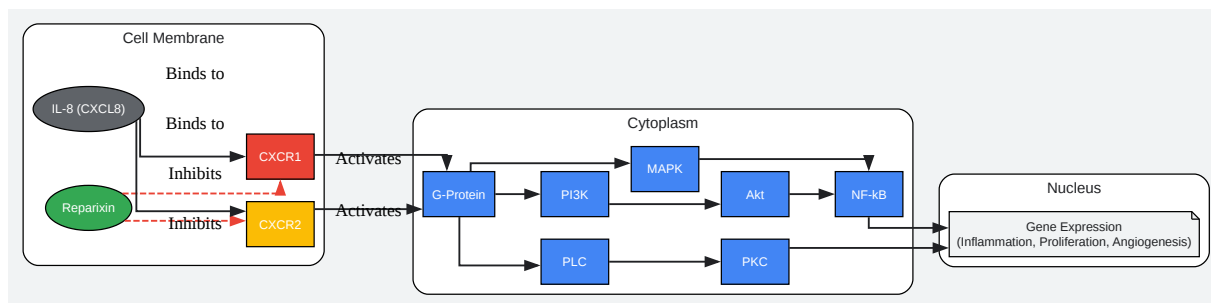 Cell Membrane
Binds to
IL-8 (CXCL8)
Binds to
CXCR1
Inhibits
Reparixin
Inhibits
CXCR2
Activates
Activates
Cytoplasm
MAPK
G-Protein
PI3K
Akt
NF-kB
PLC
PKC
Nucleus
Gene Expression
(Inflammation, Proliferation, Angiogenesis)